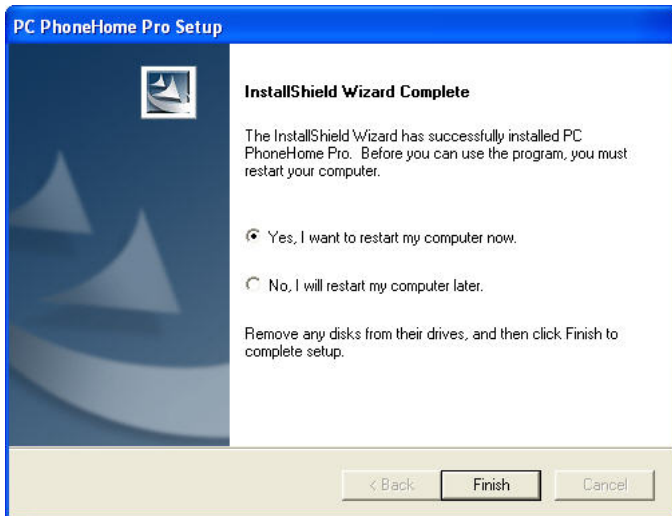 PC PhoneHome Pro Setup
InstallShield Wizard Complete
The InstallShield Wizard has successfully installed PC
PhoneHome Pro. Before you can use the program, you must
restart your computer.
Yes, I want to restart my computer now.
No, I will restart my computer later.
Remove any disks from their drives, and then click Finish to
complete setup.
< Back Finish Cancel